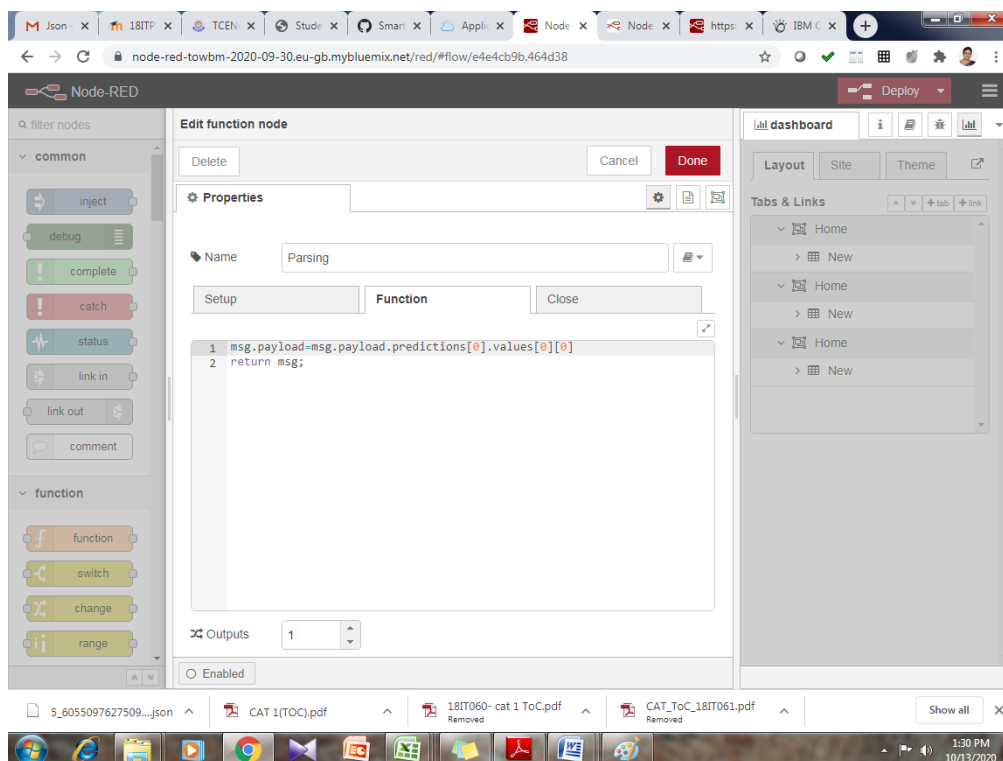 Json -
18ITP
TCEN
Stude
Smart
Applic
Node-
Node
https:
IBM C
node-red-towbm-2020-09-30.eu-gb.mybluemix.net/red/#flow/e4e4cb9b.464d38
Node-RED
Deploy
filter nodes
common
inject
debug
complete
catch
status
link in
link out
comment
function
function
switch
change
range
Edit function node
Delete
Cancel
Done
Properties
Name
Parsing
Setup
Function
Close
1 msg.payload=msg.payload.predictions[0].values[0][0]
2 return msg;
Outputs
1
Enabled
dashboard
i
Layout
Site
Theme
Tabs & Links
+ tab
+ link
Home
New
Home
New
Home
New
5_6055097627509....json
CAT 1(TOC).pdf
18IT060- cat 1 ToC.pdf
Removed
CAT_ToC_18IT061.pdf
Removed
Show all
1:30 PM
10/13/2020